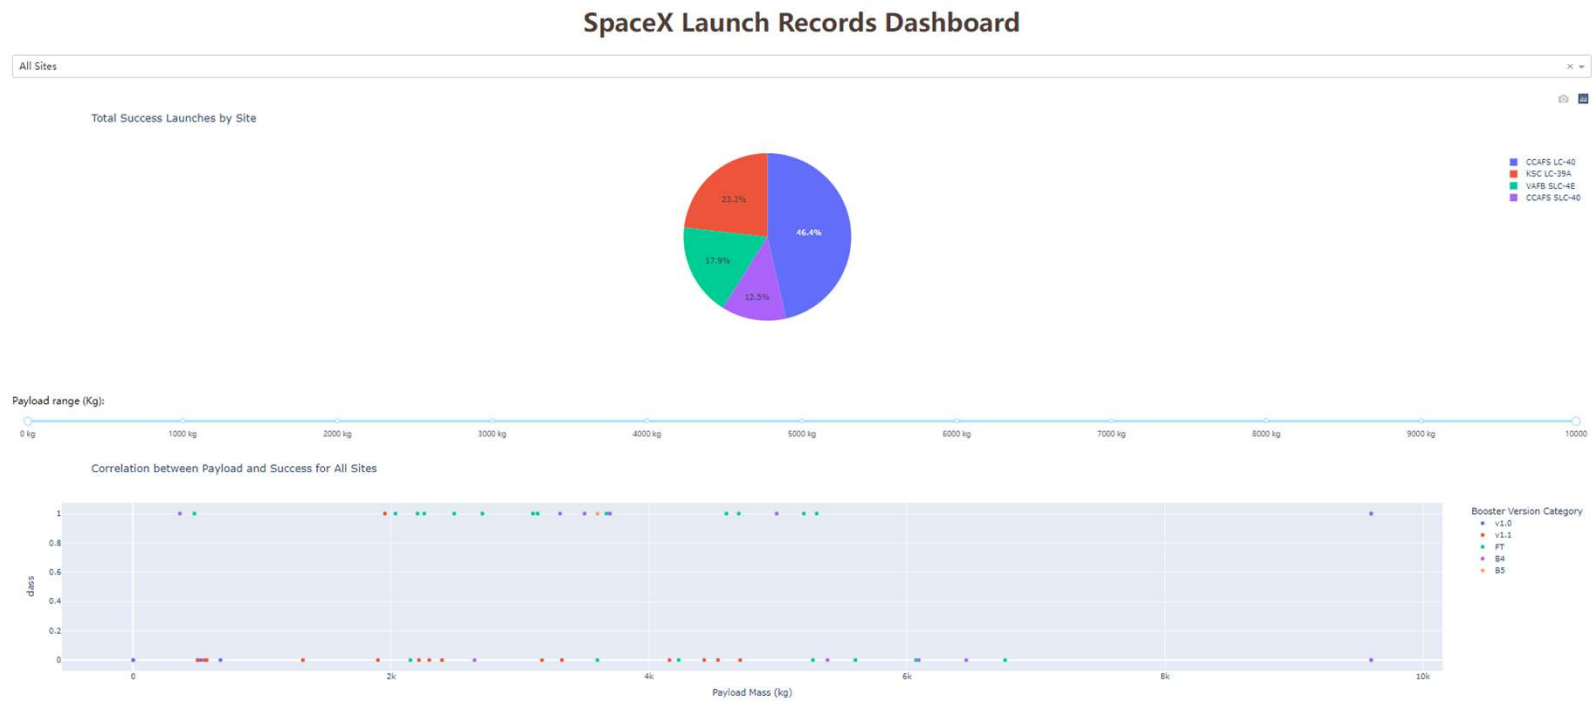 SpaceX Launch Records Dashboard
All Sites
Total Success Launches by Site
CCAFS LC-40
KSC LC-39A
VAFB SLC-4E
CCAFS SLC-40
23.2%
46.4%
17.9%
12.5%
Payload range (Kg):
0 kg 1000 kg 2000 kg 3000 kg 4000 kg 5000 kg 6000 kg 7000 kg 8000 kg 9000 kg 10000
Correlation between Payload and Success for All Sites
Booster Version Category
v1.0
v1.1
FT
B4
B5
1
0.8
0.6
0.4
0.2
0
class
0 2k 4k 6k 8k 10k
Payload Mass (kg)